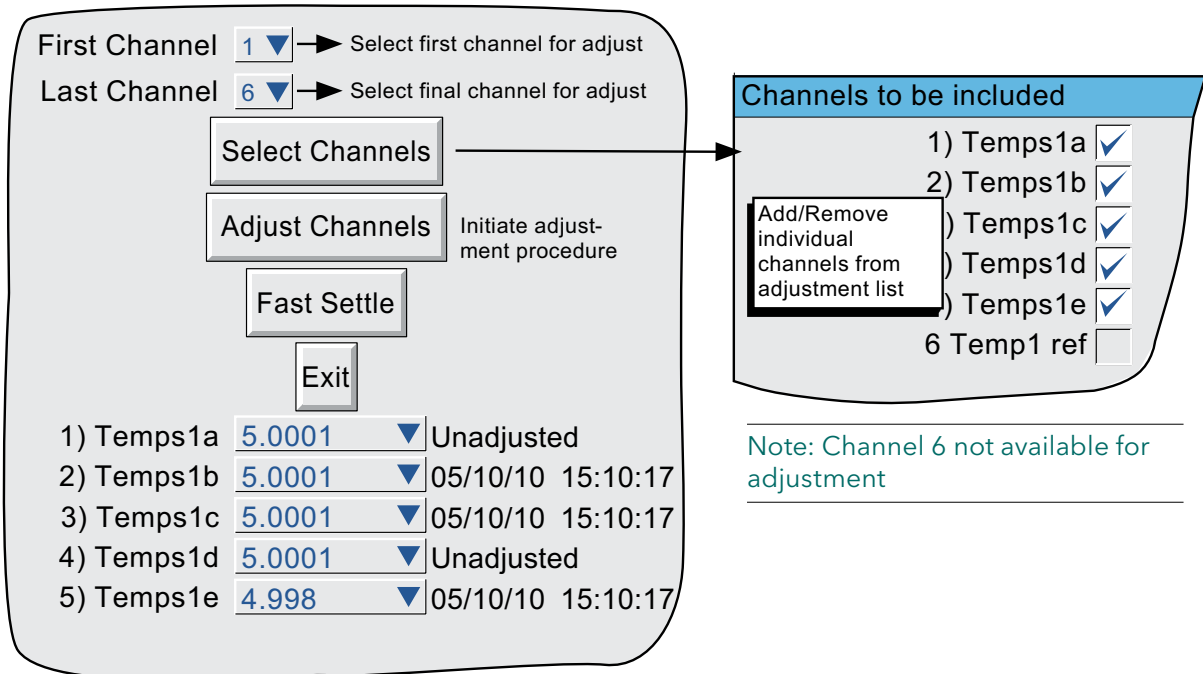 First Channel 1 Select first channel for adjust
Last Channel 6 Select final channel for adjust
Select Channels
Adjust Channels
Initiate adjust-
ment procedure
Fast Settle
Exit
1) Temps1a 5.0001 Unadjusted
2) Temps1b 5.0001 05/10/10 15:10:17
3) Temps1c 5.0001 05/10/10 15:10:17
4) Temps1d 5.0001 Unadjusted
5) Temps1e 4.998 05/10/10 15:10:17
Channels to be included
1) Temps1a
2) Temps1b
) Temps1c
) Temps1d
) Temps1e
6 Temp1 ref
Add/Remove
individual
channels from
adjustment list
Note: Channel 6 not available for
adjustment